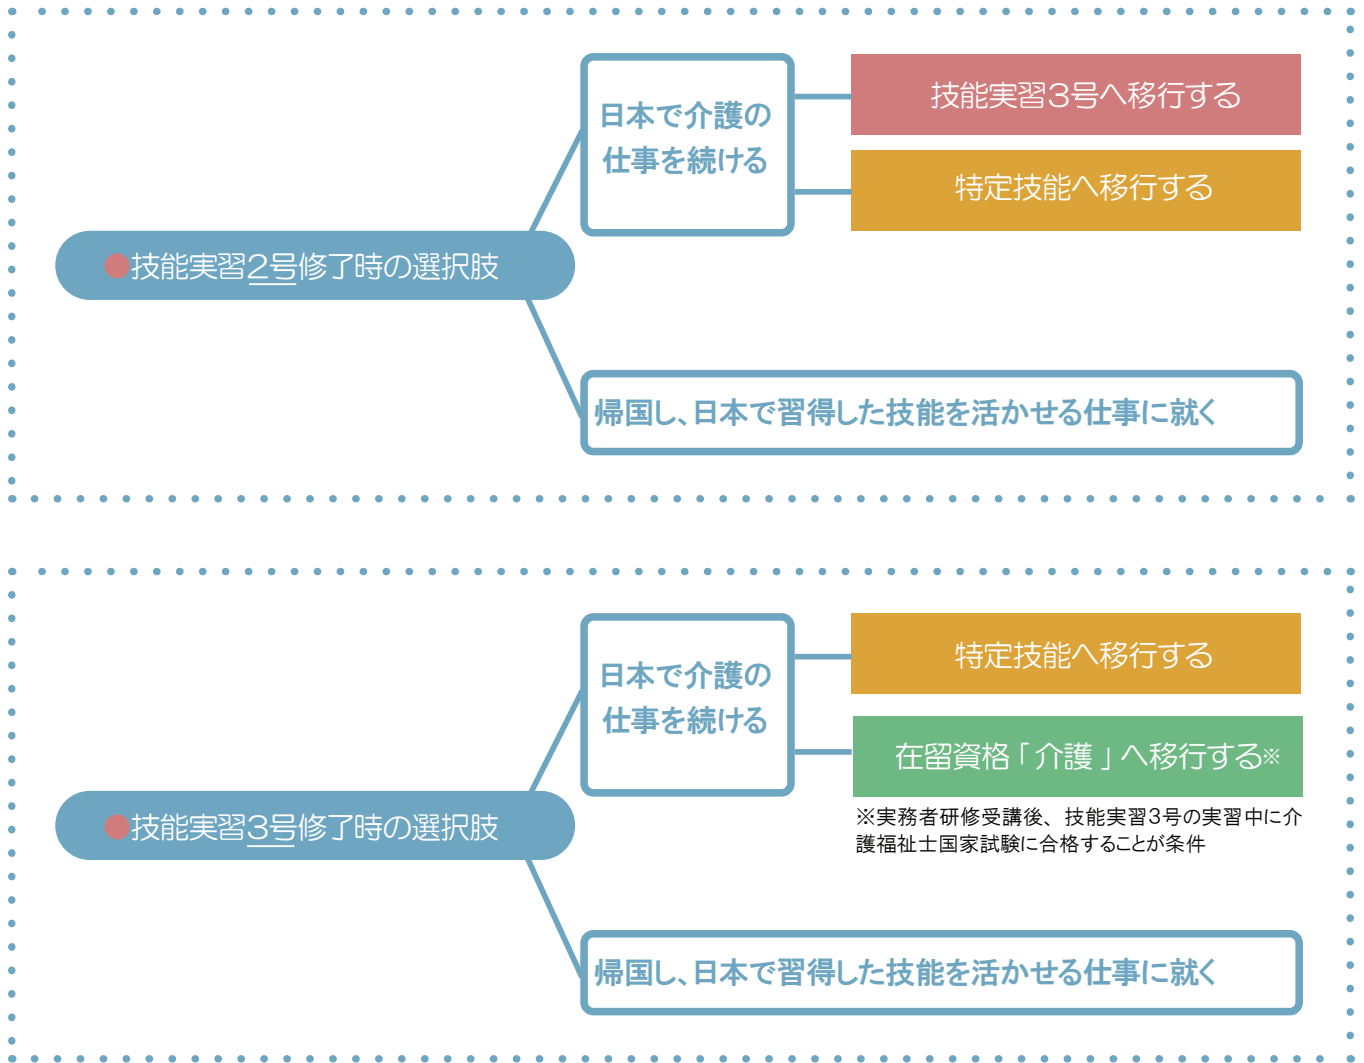 日本で介護の
仕事を続ける
技能実習3号へ移行する
特定技能へ移行する
●技能実習2号修了時の選択肢
帰国し、日本で習得した技能を活かせる仕事に就く
日本で介護の
仕事を続ける
特定技能へ移行する
在留資格「介護」へ移行する※
※実務者研修受講後、技能実習3号の実習中に介
護福祉士国家試験に合格することが条件
●技能実習3号修了時の選択肢
帰国し、日本で習得した技能を活かせる仕事に就く